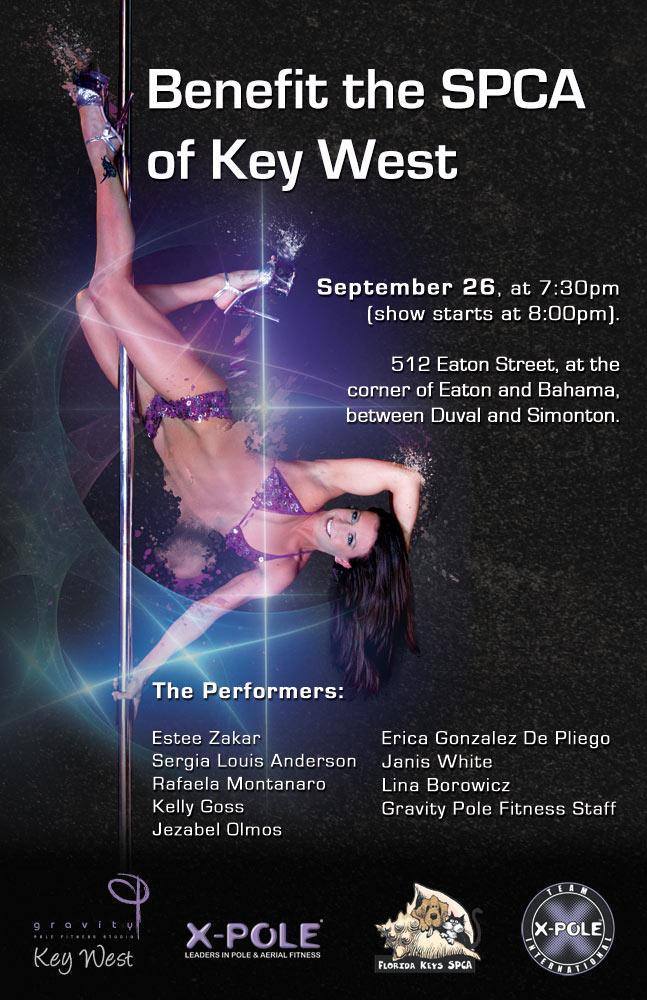 Benefit the SPCA
of Key West
September 26, at 7:30pm
(show starts at 8:00pm).
512 Eaton Street, at the
corner of Eaton and Bahama,
between Duval and Simonton.
The Performers:
Estee Zakar
Sergia Louis Anderson
Rafaela Montanaro
Kelly Goss
Jezabel Olmos
Erica Gonzalez De Pliego
Janis White
Lina Borowicz
Gravity Pole Fitness Staff
gravity
POLE FITNESS STUDIO
Key West
X-POLE
LEADERS IN POLE & AERIAL FITNESS
FLORIDA KEYS SPCA
TEAM
X-POLE
INTERNATIONAL